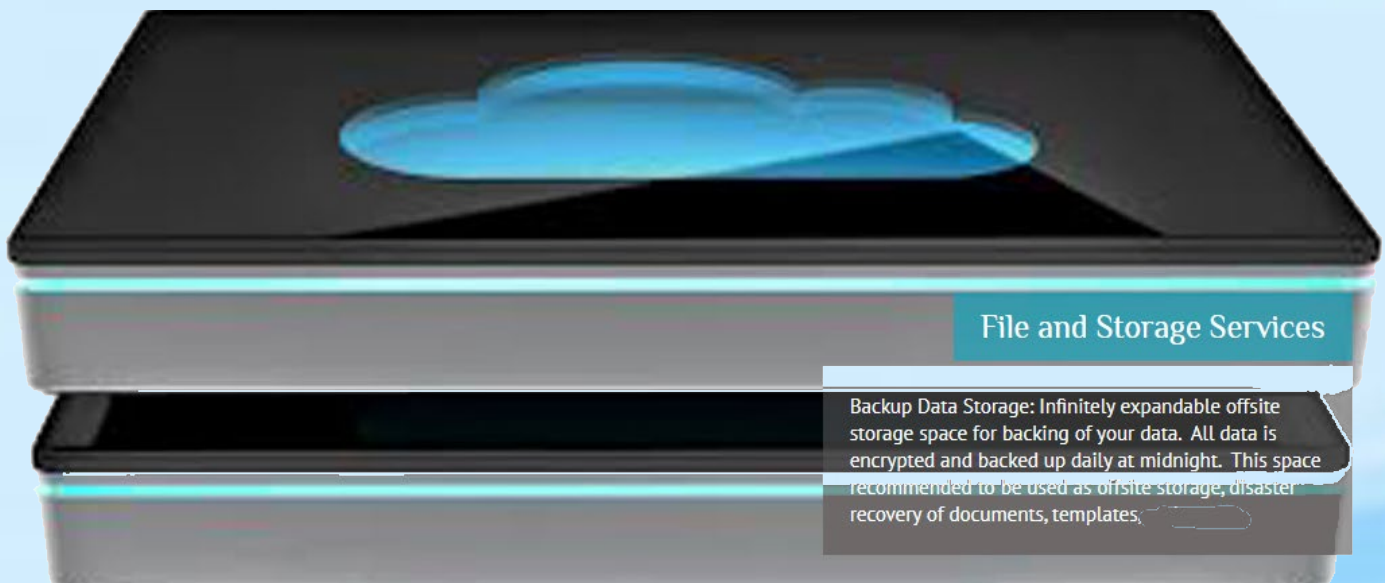 File and Storage Services
Backup Data Storage: Infinitely expandable offsite
storage space for backing of your data.  All data is
encrypted and backed up daily at midnight.  This space
recommended to be used as offsite storage, disaster
recovery of documents, templates,